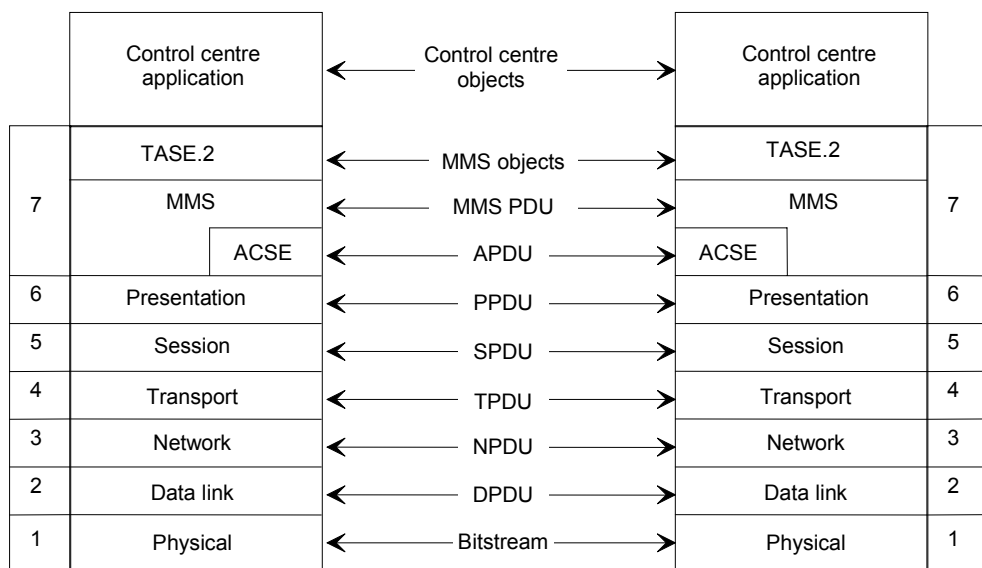 Control centre
application
Control centre
objects
Control centre
application
TASE.2
MMS objects
TASE.2
7
MMS
MMS PDU
MMS
7
ACSE
APDU
ACSE
6
Presentation
PPDU
Presentation
6
5
Session
SPDU
Session
5
4
Transport
TPDU
Transport
4
3
Network
NPDU
Network
3
2
Data link
DPDU
Data link
2
1
Physical
Bitstream
Physical
1